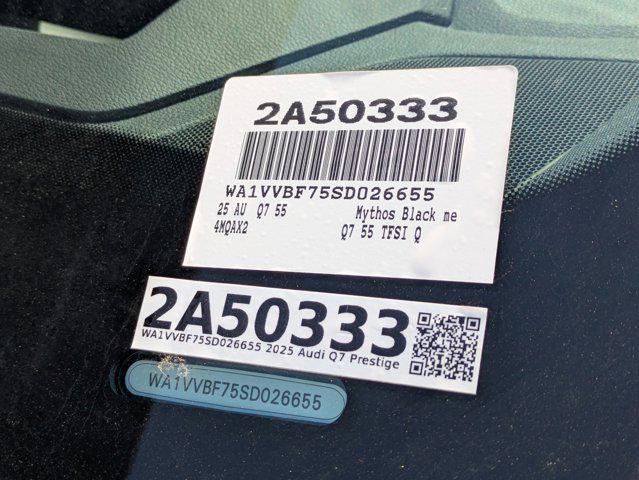 2A50333
WA1VVBF75SD026655
25 AU Q7 55 Mythos Black me
4MQAX2 Q7 55 TFSI Q
2A50333
WA1VVBF75SD026655 2025 Audi Q7 Prestige
WA1VVBF75SD026655